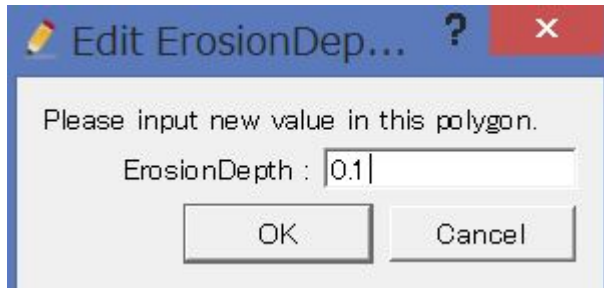 Edit ErosionDep... ? ×
Please input new value in this polygon.
ErosionDepth : 0.1
OK Cancel